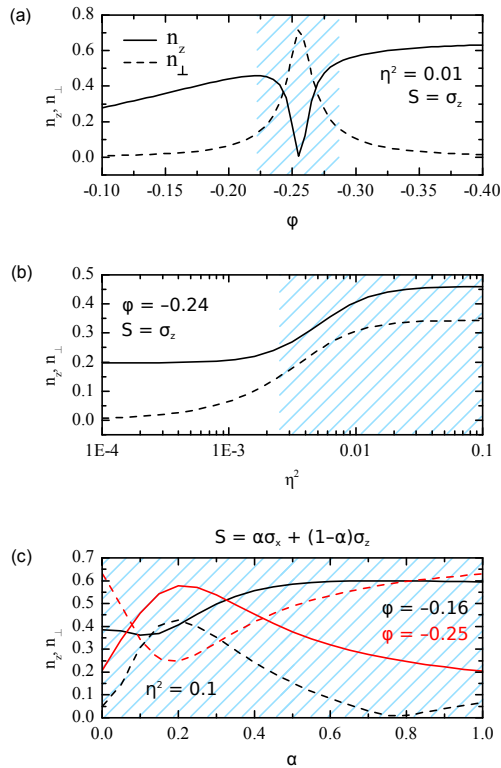 (a)
n_z
n_⊥
η² = 0.01
S = σ_z
0.6
0.4
0.2
0.0
n_z, n_⊥
-0.10 -0.20 -0.25 -0.30 -0.35 -0.40
φ
(b)
φ = –0.24
S = σ_z
0.5
0.4
0.3
0.2
0.1
0.0
n_z, n_⊥
1E-4 1E-3 0.01 0.1
η²
(c)
S = ασ_x + (1–α)σ_z
0.7
0.6
0.5
0.4
0.3
0.2
0.1
0.0
n_z, n_⊥
φ = –0.16
φ = –0.25
η² = 0.1
0.0 0.2 0.4 0.6 0.8 1.0
α